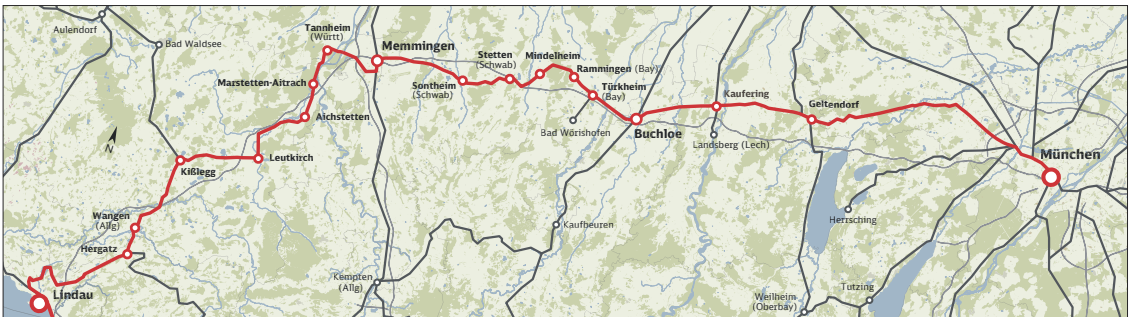 Aulendorf
Bad Waldsee
Tannheim
(Württ)
Memmingen
Marstetten-Aitrach
Aichstetten
Leutkirch
Kißlegg
Wangen
(Allg)
Hergatz
Lindau
N
Sontheim
(Schwab)
Stetten
(Schwab)
Mindelheim
Rammingen (Bay)
Türkheim
(Bay)
Bad Wörishofen
Buchloe
Kaufering
Landsberg (Lech)
Geltendorf
München
Herrsching
Kaufbeuren
Kempten
(Allg)
Weilheim
(Oberbay)
Tutzing